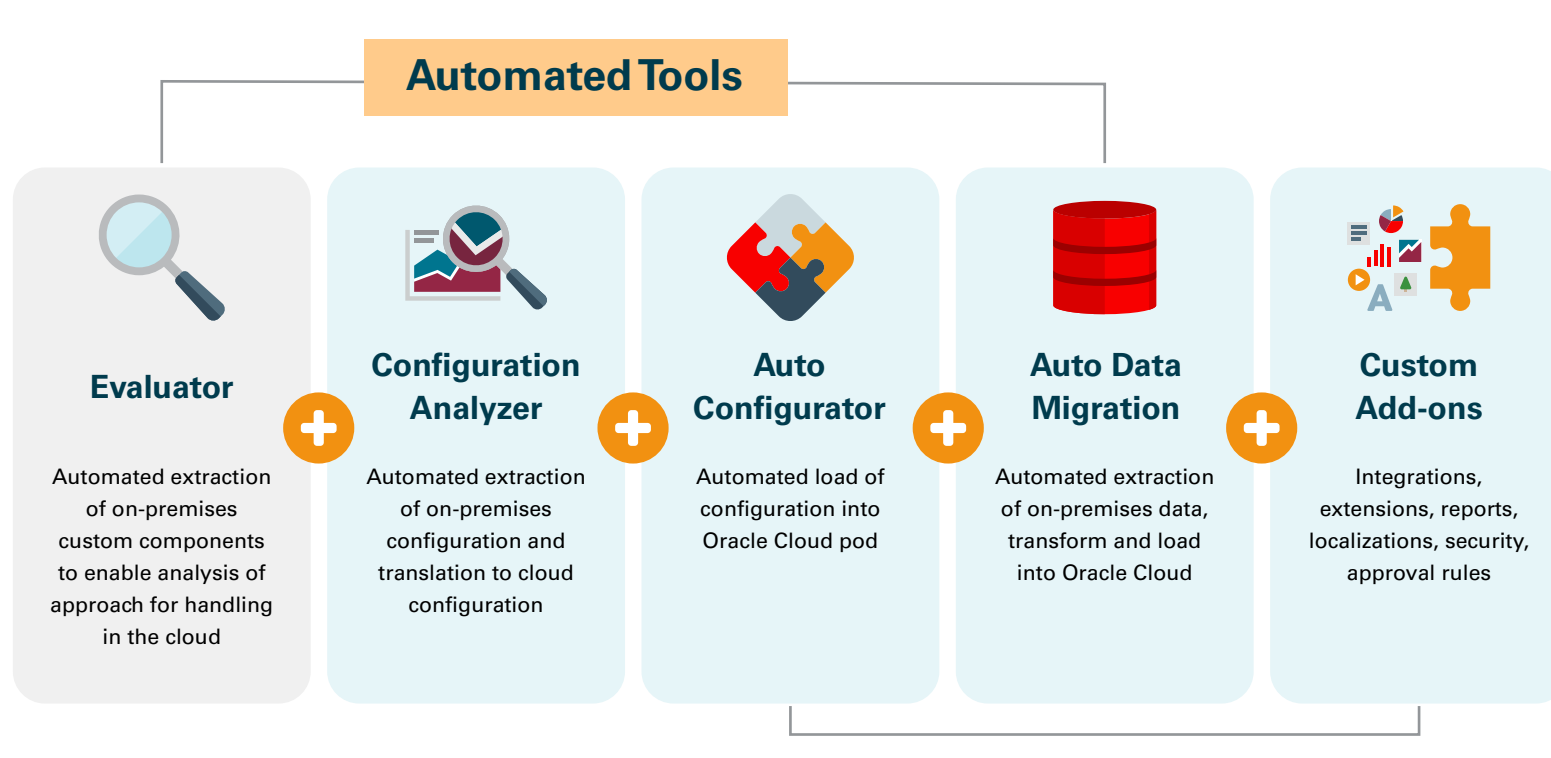 Automated Tools
Evaluator
Automated extraction
of on-premises
custom components
to enable analysis of
approach for handling
in the cloud
Configuration
Analyzer
Automated extraction
of on-premises
configuration and
translation to cloud
configuration
Auto
Configurator
Automated load of
configuration into
Oracle Cloud pod
Auto Data
Migration
Automated extraction
of on-premises data,
transform and load
into Oracle Cloud
A
Custom
Add-ons
Integrations,
extensions, reports,
localizations, security,
approval rules